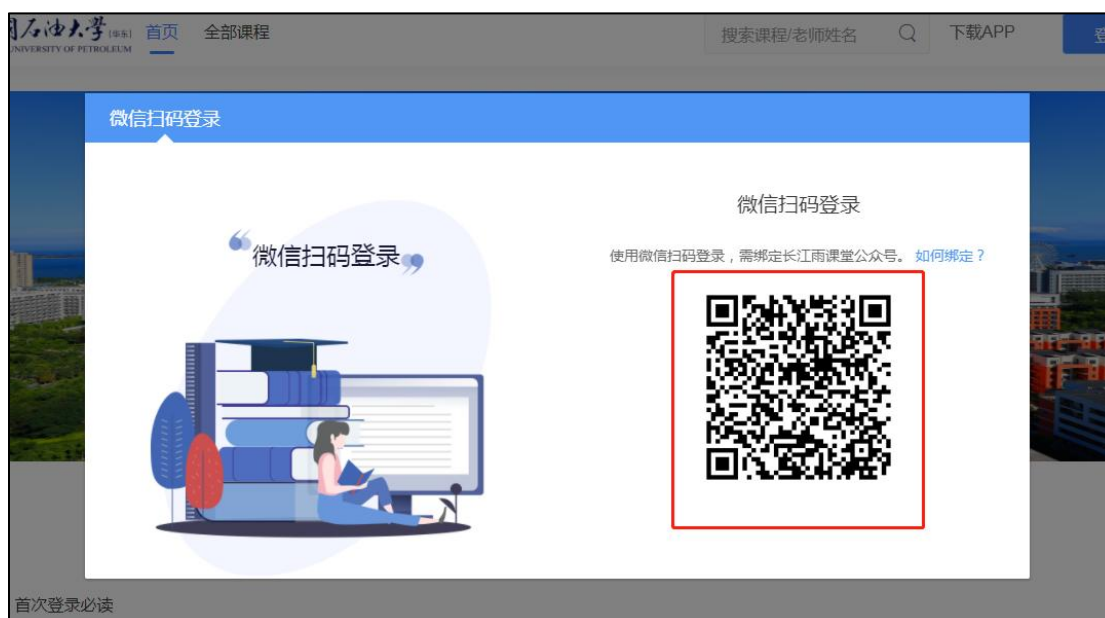 石油大学(华东) 首页 全部课程 搜索课程/老师姓名 下载APP
UNIVERSITY OF PETROLEUM
微信扫码登录
微信扫码登录
“微信扫码登录”
使用微信扫码登录,需绑定长江雨课堂公众号。 如何绑定?
首次登录必读